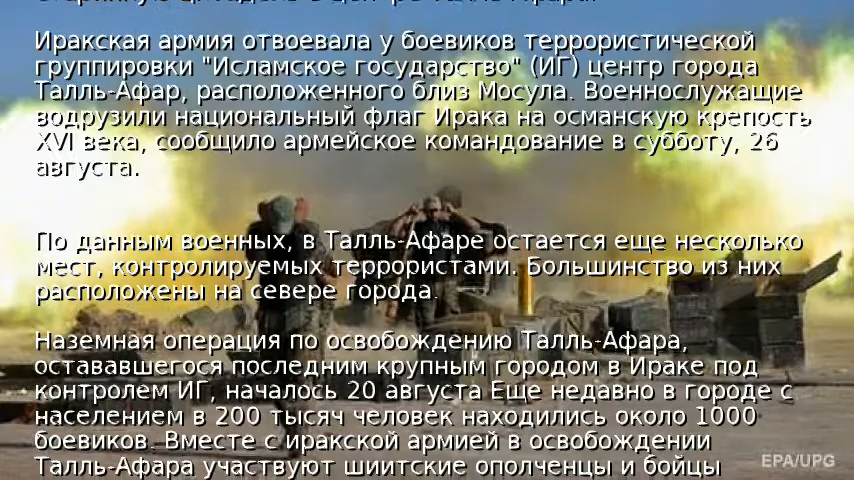 Иракская армия отвоевала у боевиков террористической
группировки "Исламское государство" (ИГ) центр города
Талль-Афар, расположенного близ Мосула. Военнослужащие
водрузили национальный флаг Ирака на османскую крепость
XVI века, сообщило армейское командование в субботу, 26
августа.
По данным военных, в Талль-Афаре остается еще несколько
мест, контролируемых террористами. Большинство из них
расположены на севере города.
Наземная операция по освобождению Талль-Афара,
остававшегося последним крупным городом в Ираке под
контролем ИГ, началось 20 августа Еще недавно в городе с
населением в 200 тысяч человек находились около 1000
боевиков. Вместе с иракской армией в освобождении
Талль-Афара участвуют шиитские ополченцы и бойцы
EPA/UPG